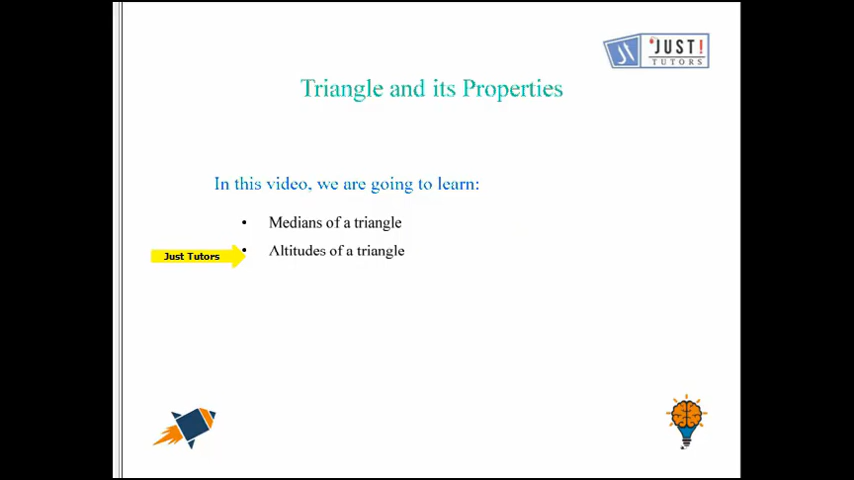 JUST!
TUTORS
Triangle and its Properties
In this video, we are going to learn:
• Medians of a triangle
• Altitudes of a triangle
Just Tutors